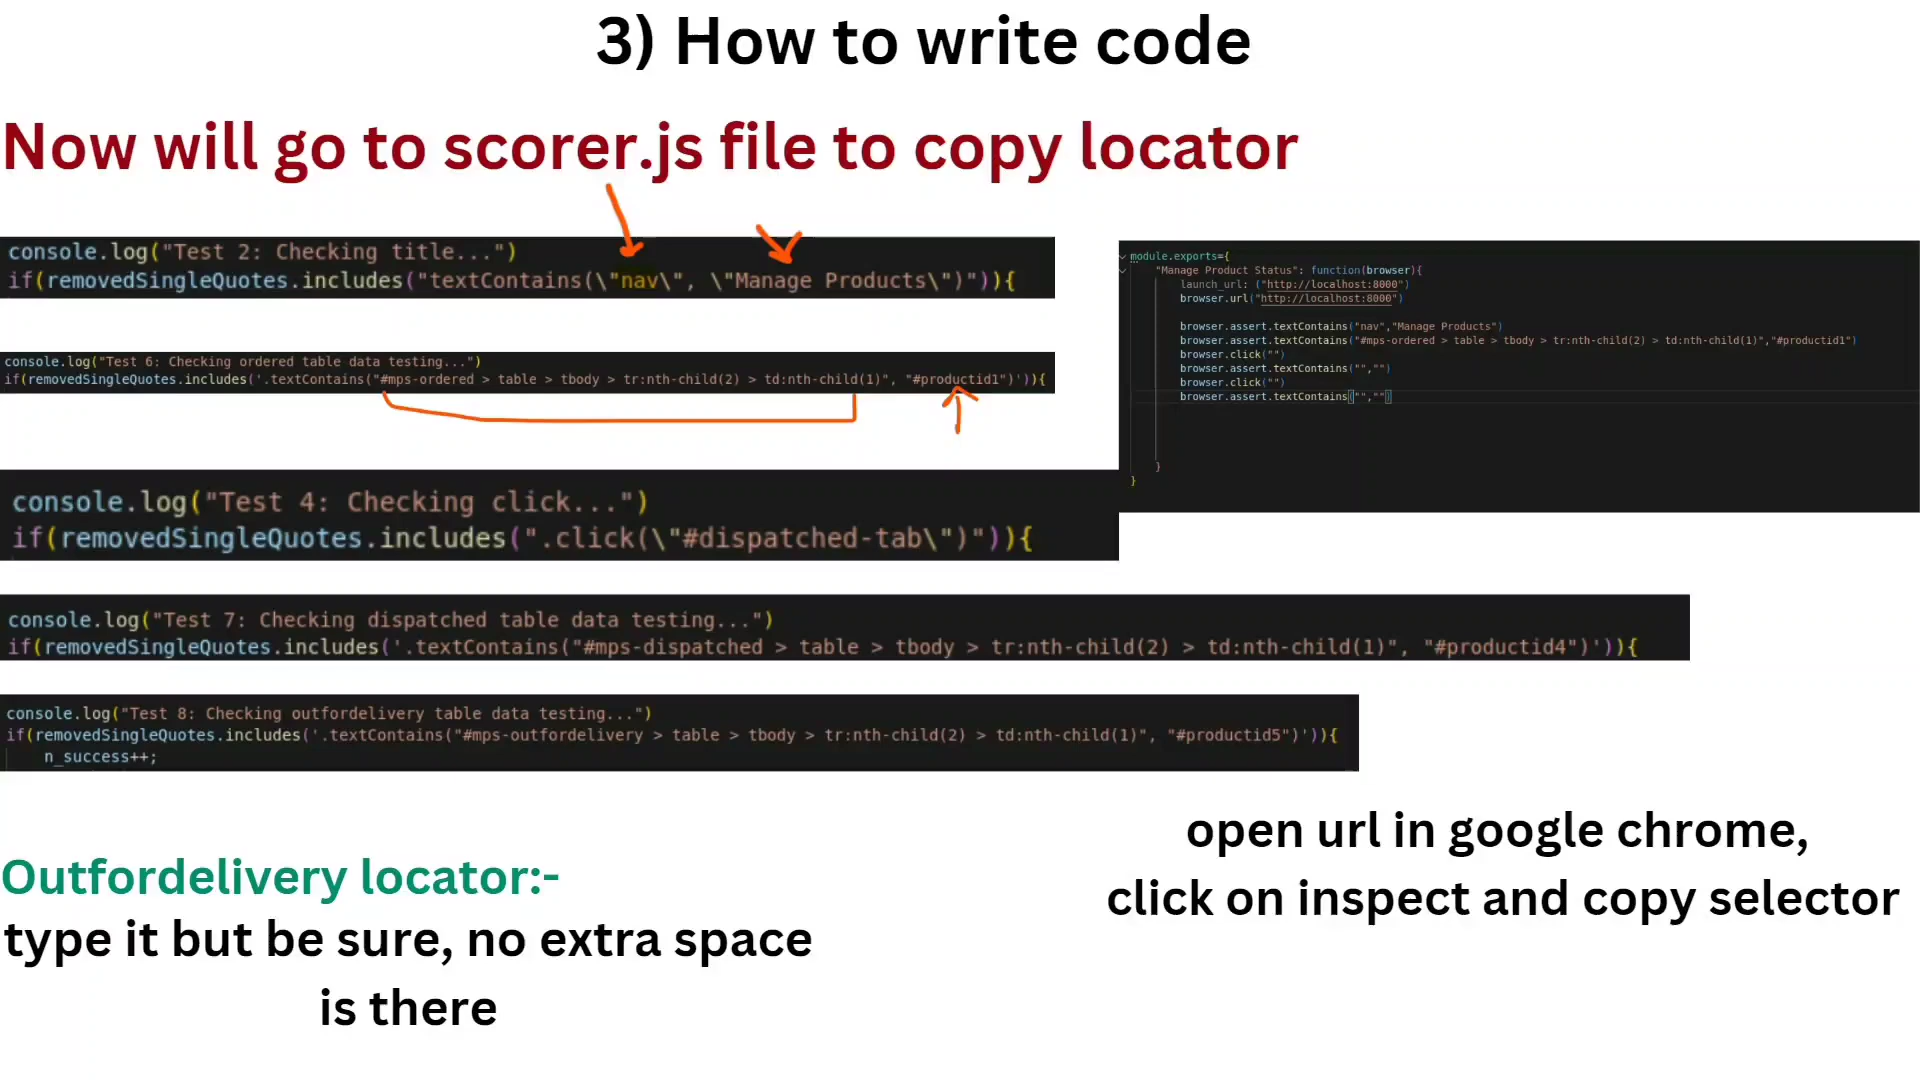 3) How to write code
Now will go to scorer.js file to copy locator
console.log("Test 2: Checking title...")
if(removedSingleQuotes.includes("textContains(\"nav\", \"Manage Products\")")){
console.log("Test 6: Checking ordered table data testing...")
if(removedSingleQuotes.includes('.textContains("#mps-ordered > table > tbody > tr:nth-child(2) > td:nth-child(1)", "#productid1")')){
module.exports={
"Manage Product Status": function(browser){
launch_url: ("http://localhost:8000")
browser.url("http://localhost:8000")
browser.assert.textContains("nav","Manage Products")
browser.assert.textContains("#mps-ordered > table > tbody > tr:nth-child(2) > td:nth-child(1)","#productid1")
browser.click("")
browser.assert.textContains("","")
browser.click("")
browser.assert.textContains("","")
}
}
console.log("Test 4: Checking click...")
if(removedSingleQuotes.includes(".click(\"#dispatched-tab\")")){
console.log("Test 7: Checking dispatched table data testing...")
if(removedSingleQuotes.includes('.textContains("#mps-dispatched > table > tbody > tr:nth-child(2) > td:nth-child(1)", "#productid4")')){
console.log("Test 8: Checking outfordelivery table data testing...")
if(removedSingleQuotes.includes('.textContains("#mps-outfordelivery > table > tbody > tr:nth-child(2) > td:nth-child(1)", "#productid5")')){
n_success++;
Outfordelivery locator:-
type it but be sure, no extra space
is there
open url in google chrome,
click on inspect and copy selector